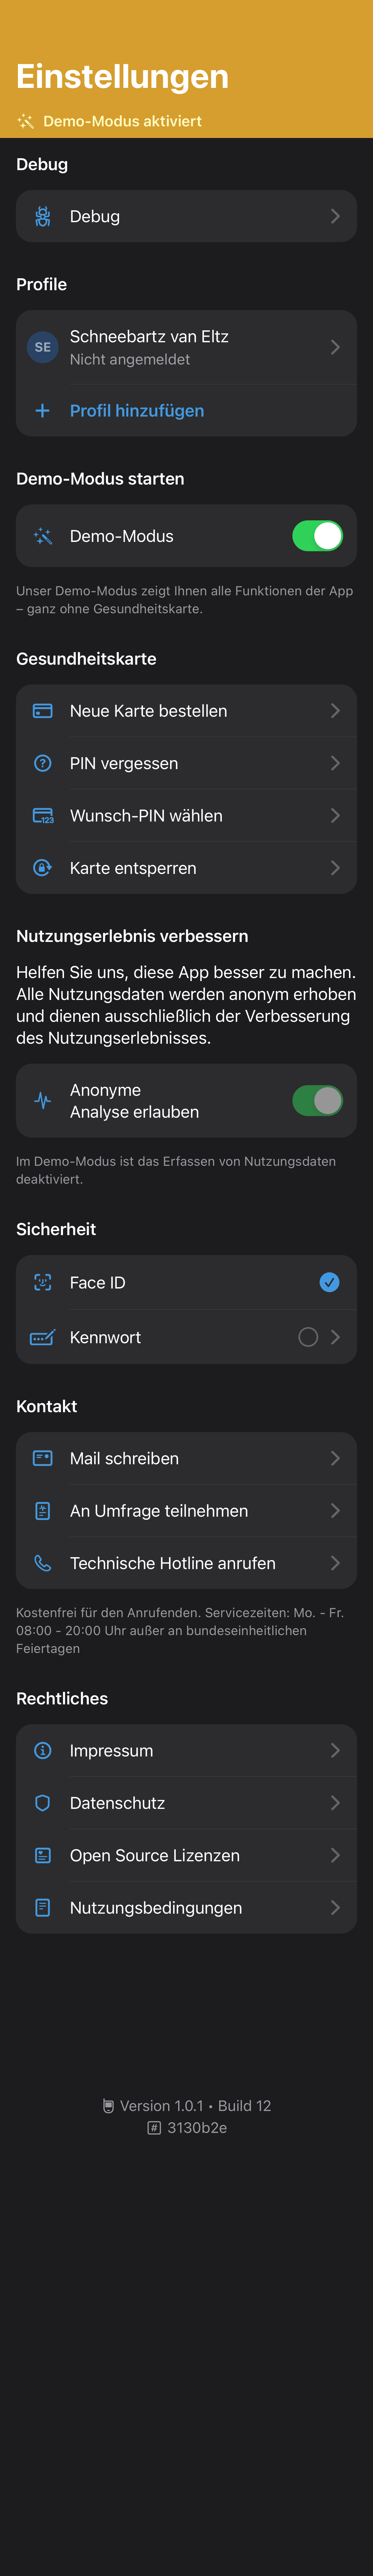 Einstellungen
Demo-Modus aktiviert
Debug
Debug
Profile
SE
Schneebartz van Eltz
Nicht angemeldet
Profil hinzufügen
Demo-Modus starten
Demo-Modus
Unser Demo-Modus zeigt Ihnen alle Funktionen der App
– ganz ohne Gesundheitskarte.
Gesundheitskarte
Neue Karte bestellen
PIN vergessen
123
Wunsch-PIN wählen
Karte entsperren
Nutzungserlebnis verbessern
Helfen Sie uns, diese App besser zu machen.
Alle Nutzungsdaten werden anonym erhoben
und dienen ausschließlich der Verbesserung
des Nutzungserlebnisses.
Anonyme
Analyse erlauben
Im Demo-Modus ist das Erfassen von Nutzungsdaten
deaktiviert.
Sicherheit
Face ID
Kennwort
Kontakt
Mail schreiben
An Umfrage teilnehmen
Technische Hotline anrufen
Kostenfrei für den Anrufenden. Servicezeiten: Mo. - Fr.
08:00 - 20:00 Uhr außer an bundeseinheitlichen
Feiertagen
Rechtliches
Impressum
Datenschutz
Open Source Lizenzen
Nutzungsbedingungen
Version 1.0.1 • Build 12
# 3130b2e